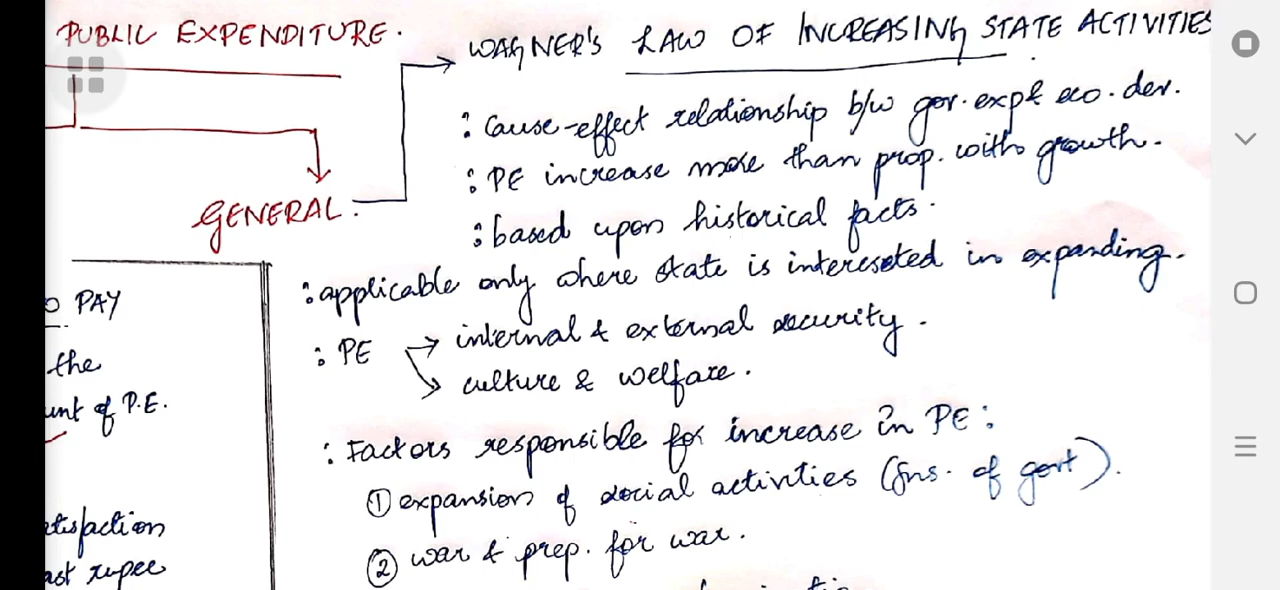 PUBLIC EXPENDITURE.
WAGNER'S LAW OF INCREASING STATE ACTIVITIES
: cause-effect relationship b/w gov. exp & eco. dev.
: PE increase more than prop. with growth.
GENERAL.
: based upon historical facts.
: applicable only where state is interested in expanding.
: PE → internal & external security.
→ culture & welfare.
: Factors responsible for increase in PE :
① expansion of social activities (fns. of govt).
② war & prep. for war.
PAY
the
unt of P.E.
tisfaction
ast rupee